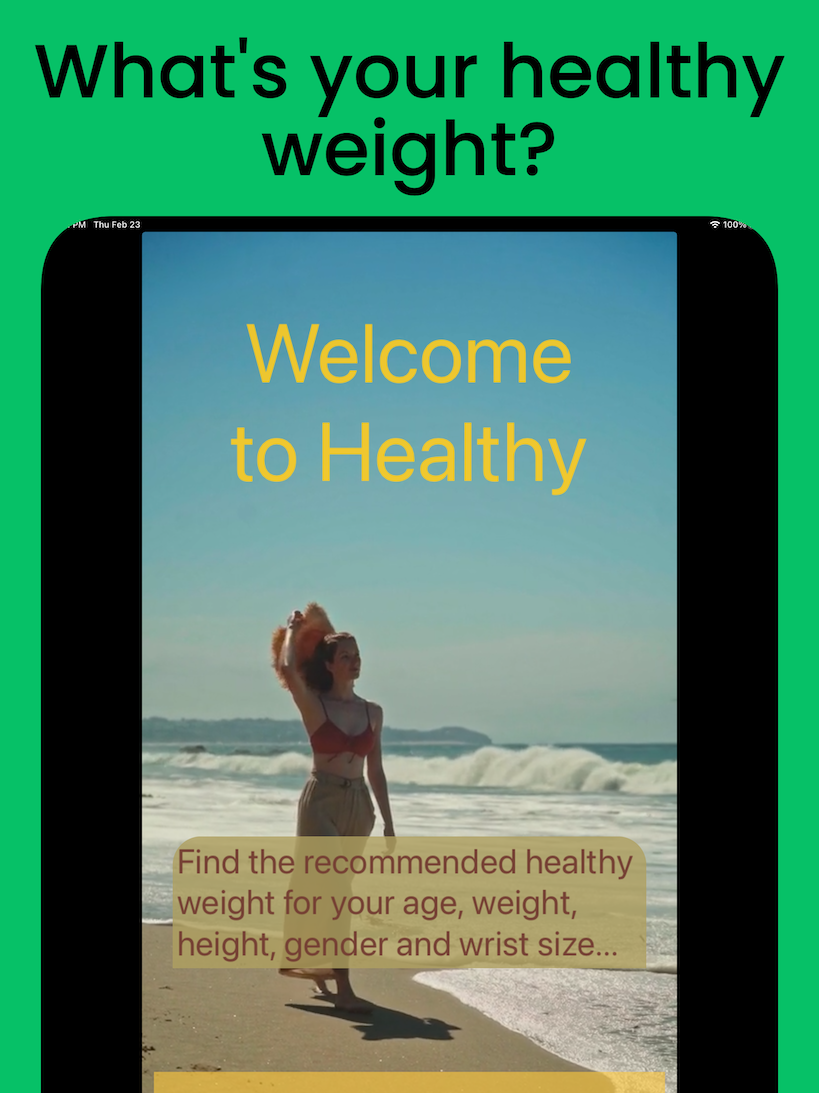 What's your healthy
weight?
PM Thu Feb 23
100%
Welcome
to Healthy
Find the recommended healthy
weight for your age, weight,
height, gender and wrist size...